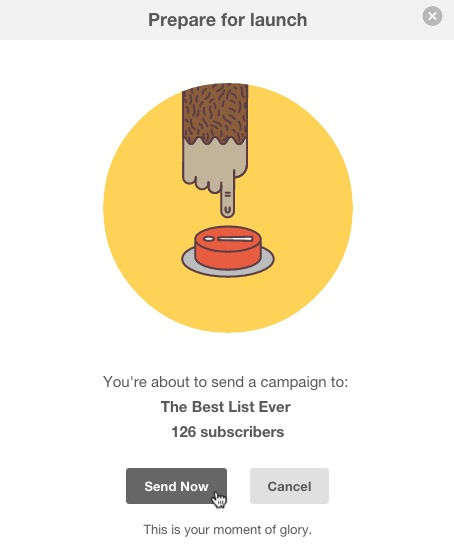 Prepare for launch
You're about to send a campaign to:
The Best List Ever
126 subscribers
Send Now
Cancel
This is your moment of glory.